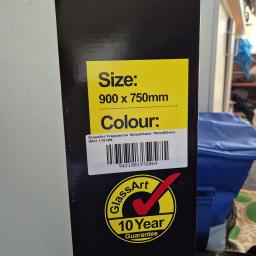 Size:
900 x 750mm
Colour:
GlassArt
10 Year
Guarantee